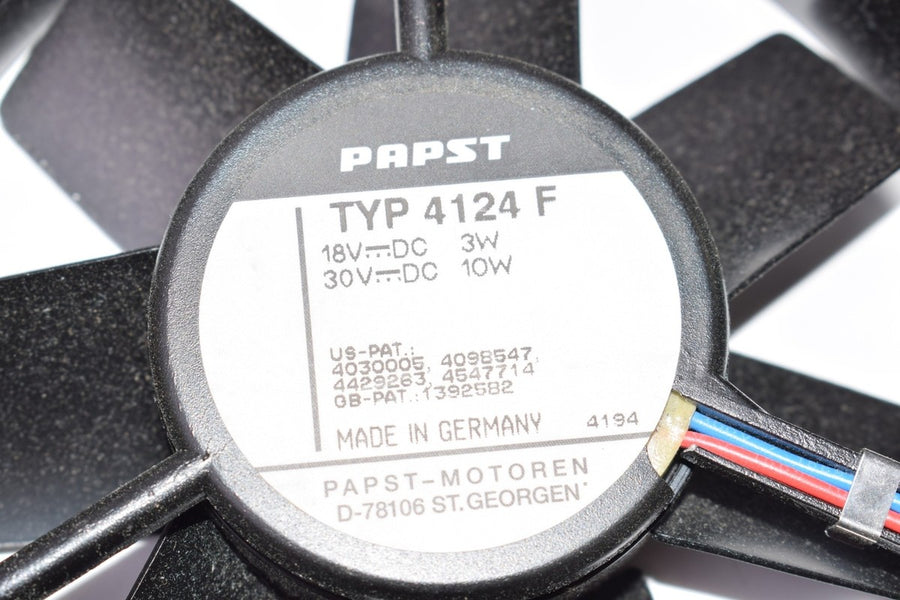 PAPST
TYP 4124 F
18V⎓DC 3W
30V⎓DC 10W
US-PAT.:
4030005, 4098547,
4429263, 4547714
GB-PAT.:1392582
MADE IN GERMANY 4194
PAPST-MOTOREN
D-78106 ST.GEORGEN